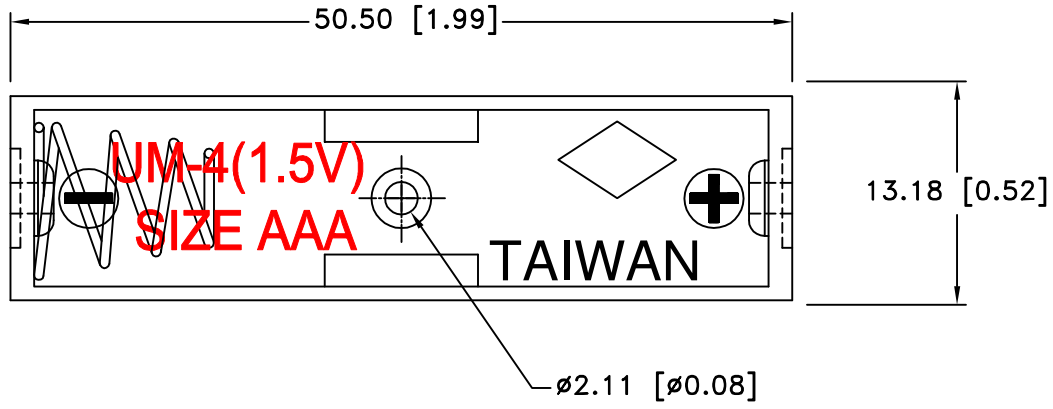 50.50 [1.99]
UM-4(1.5V)
SIZE AAA
13.18 [0.52]
TAIWAN
ø2.11 [ø0.08]